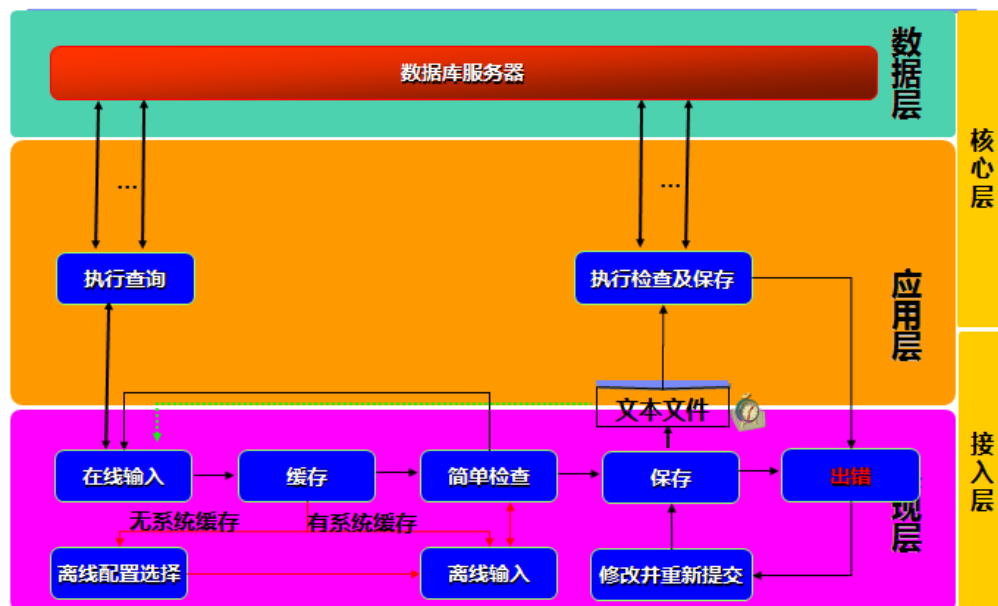 数据库服务器
数据层
核心层
...
...
执行查询
执行检查及保存
应用层
文本文件
接入层
在线输入
缓存
简单检查
保存
出错
现层
无系统缓存
有系统缓存
离线配置选择
离线输入
修改并重新提交